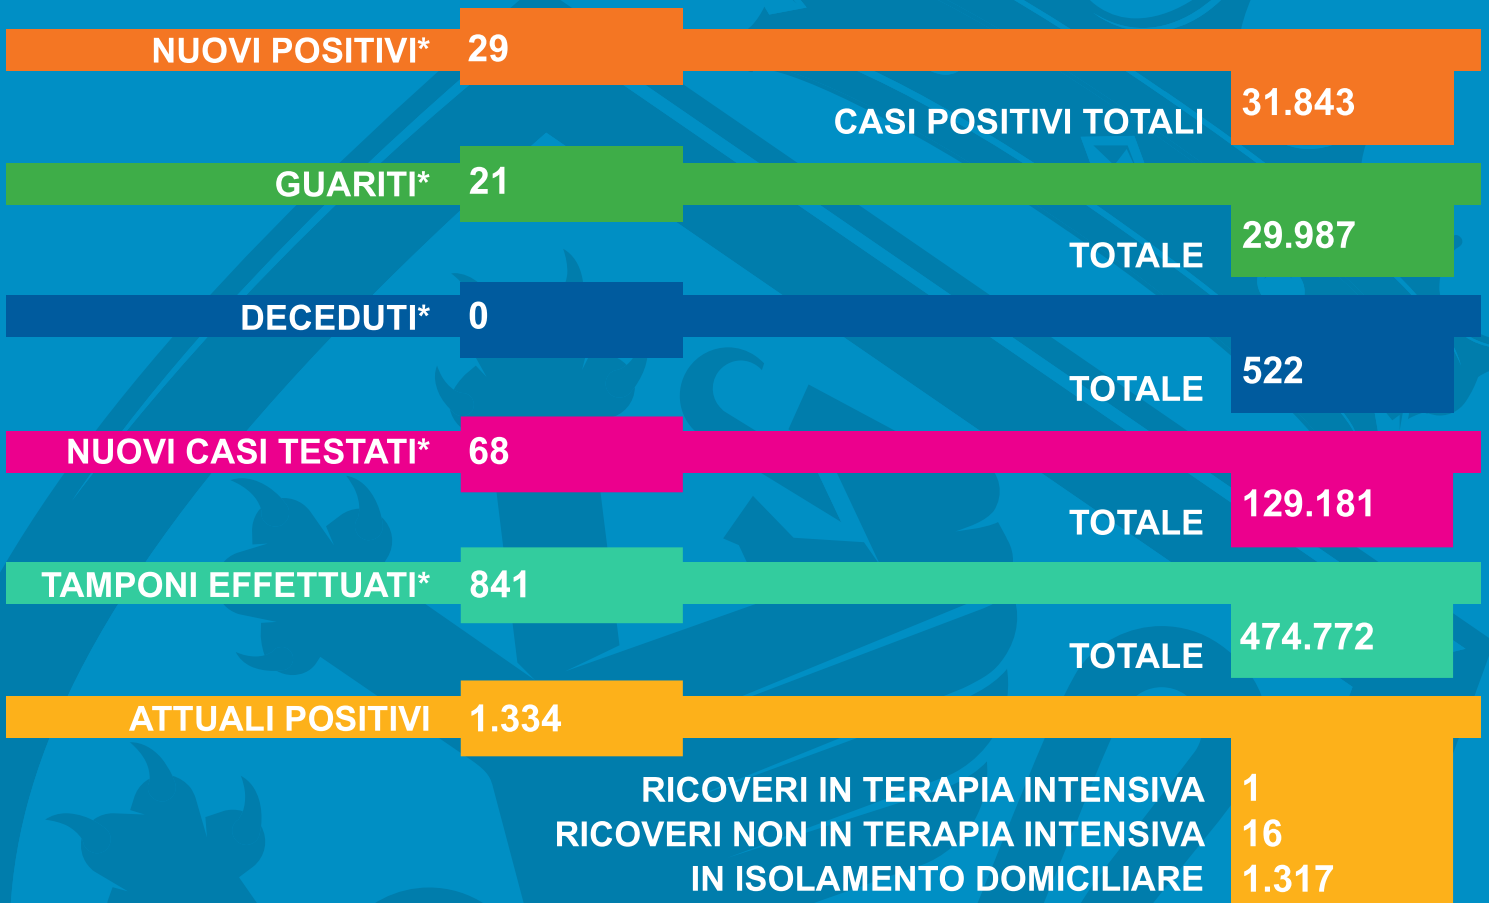 NUOVI POSITIVI* 29
CASI POSITIVI TOTALI 31.843
GUARITI* 21
TOTALE 29.987
DECEDUTI* 0
TOTALE 522
NUOVI CASI TESTATI* 68
TOTALE 129.181
TAMPONI EFFETTUATI* 841
TOTALE 474.772
ATTUALI POSITIVI 1.334
RICOVERI IN TERAPIA INTENSIVA 1
RICOVERI NON IN TERAPIA INTENSIVA 16
IN ISOLAMENTO DOMICILIARE 1.317